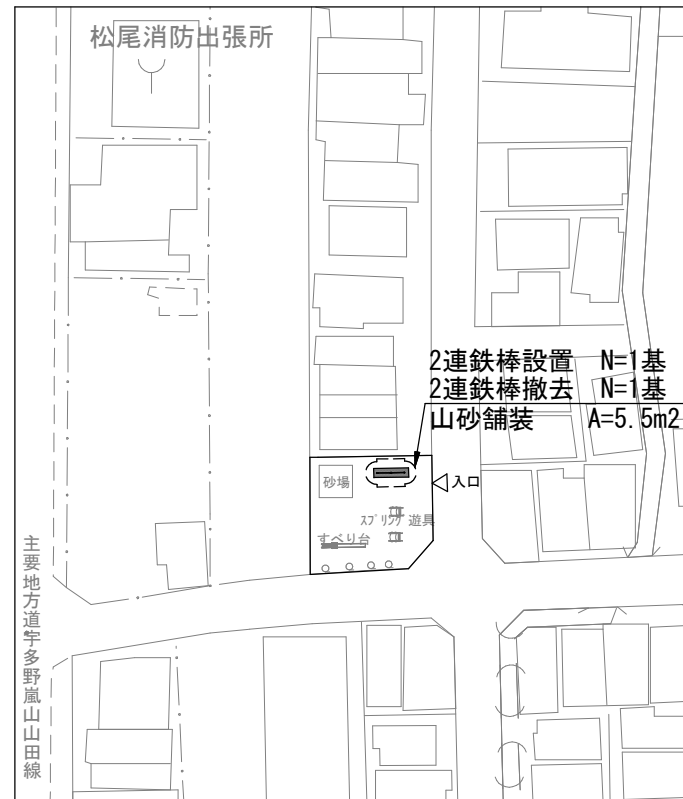 松尾消防出張所
2連鉄棒設置　N=1基
2連鉄棒撤去　N=1基
山砂舗装　A=5.5m2
砂場
入口
スプリング遊具
すべり台
主要地方道宇多野嵐山山田線